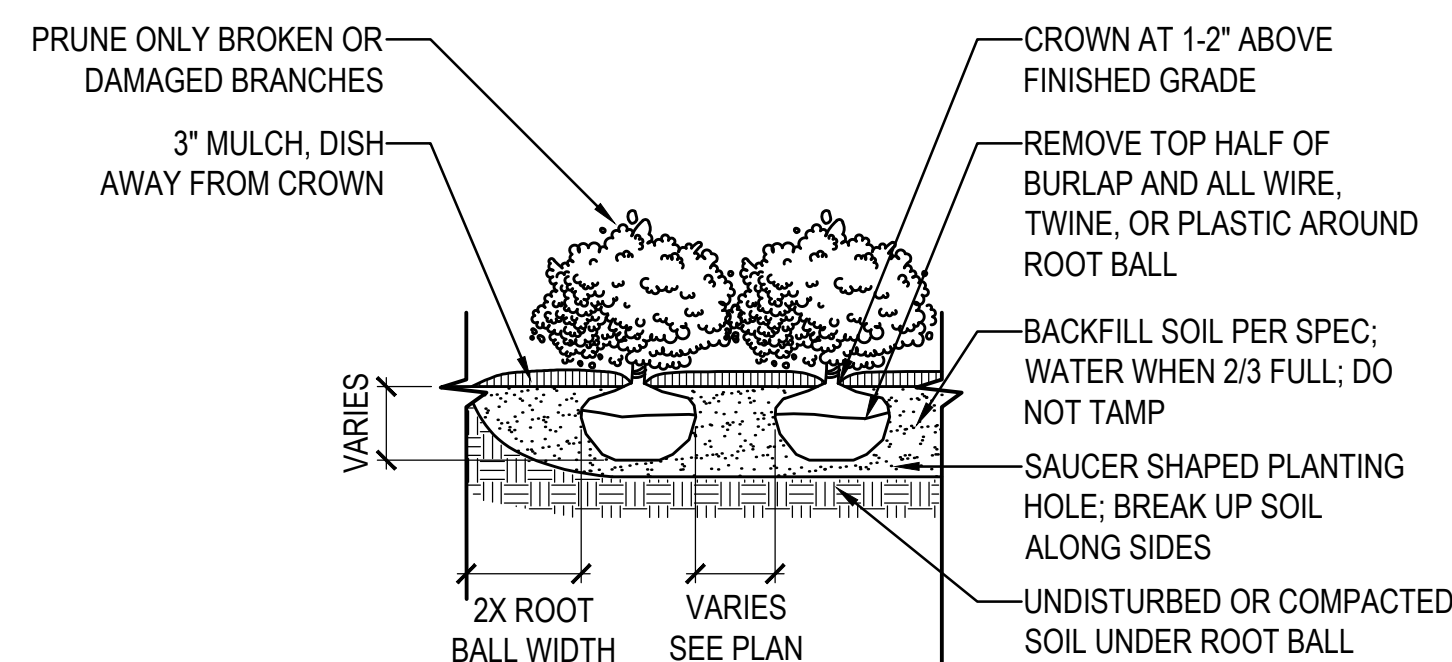 PRUNE ONLY BROKEN OR
DAMAGED BRANCHES
3" MULCH, DISH
AWAY FROM CROWN
VARIES
2X ROOT
BALL WIDTH
VARIES
SEE PLAN
CROWN AT 1-2" ABOVE
FINISHED GRADE
REMOVE TOP HALF OF
BURLAP AND ALL WIRE,
TWINE, OR PLASTIC AROUND
ROOT BALL
BACKFILL SOIL PER SPEC;
WATER WHEN 2/3 FULL; DO
NOT TAMP
SAUCER SHAPED PLANTING
HOLE; BREAK UP SOIL
ALONG SIDES
UNDISTURBED OR COMPACTED
SOIL UNDER ROOT BALL